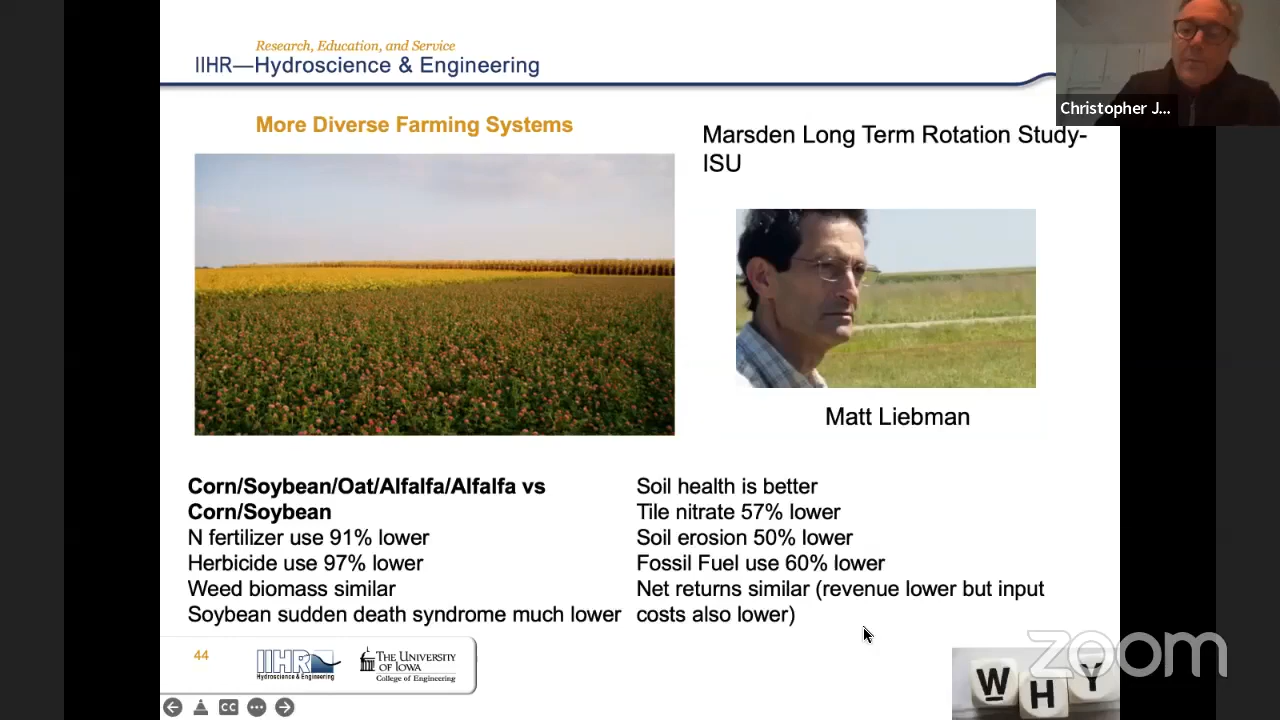 Research, Education, and Service
IIHR—Hydroscience & Engineering
Christopher J...
More Diverse Farming Systems
Marsden Long Term Rotation Study-
ISU
Matt Liebman
Corn/Soybean/Oat/Alfalfa/Alfalfa vs
Corn/Soybean
N fertilizer use 91% lower
Herbicide use 97% lower
Weed biomass similar
Soybean sudden death syndrome much lower
Soil health is better
Tile nitrate 57% lower
Soil erosion 50% lower
Fossil Fuel use 60% lower
Net returns similar (revenue lower but input
costs also lower)
44
IIHR
Hydroscience & Engineering
THE UNIVERSITY
OF IOWA
College of Engineering
zoom
WHY
CC